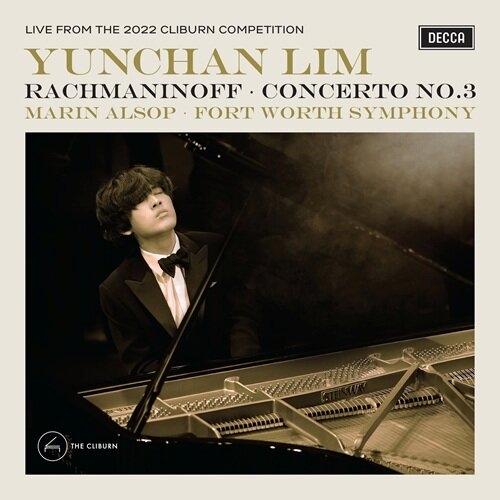 LIVE FROM THE 2022 CLIBURN COMPETITION
DECCA
YUNCHAN LIM
RACHMANINOFF · CONCERTO NO.3
MARIN ALSOP · FORT WORTH SYMPHONY
THE CLIBURN